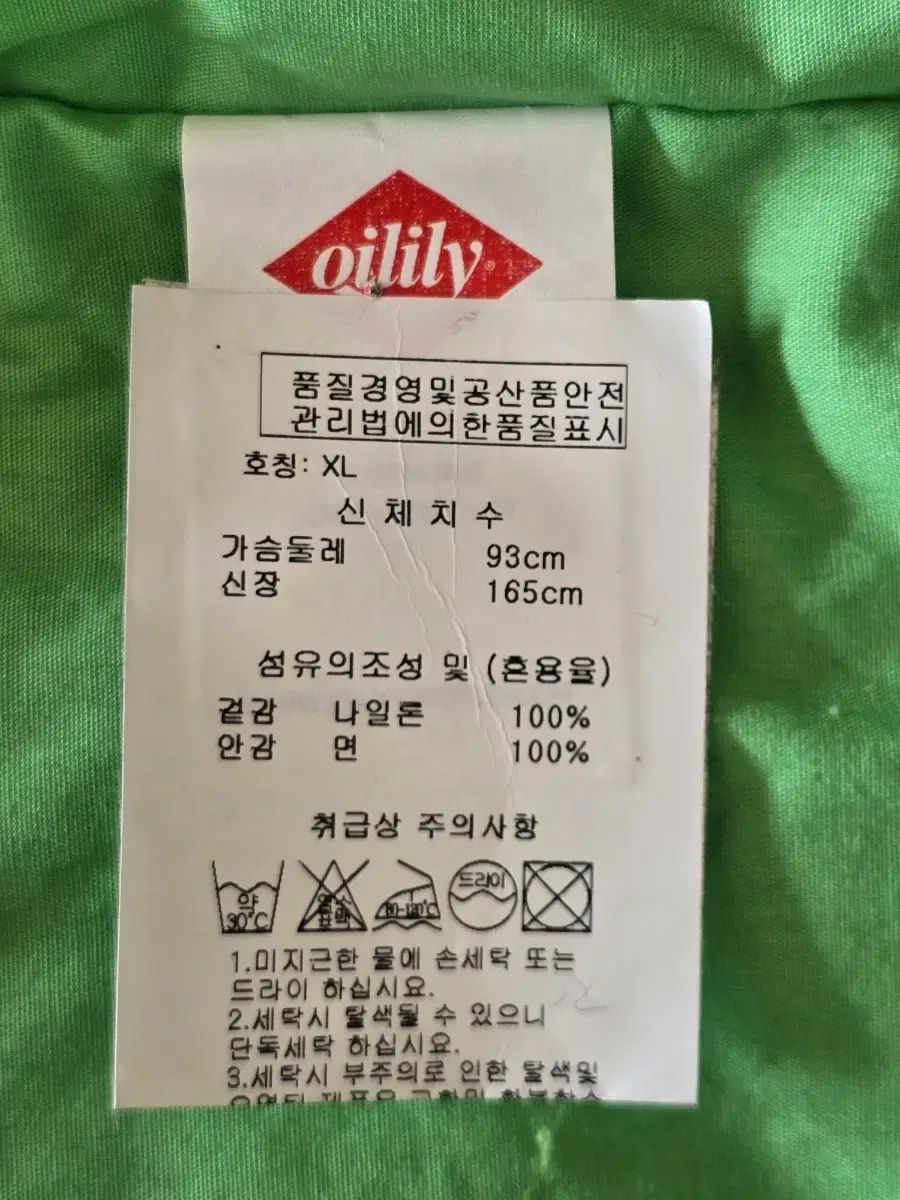 oilily
품질경영및공산품안전
관리법에의한품질표시
호칭: XL
신체치수
가슴둘레 93cm
신장 165cm
섬유의조성 및 (혼용율)
겉감 나일론 100%
안감 면 100%
취급상 주의사항
약 30℃ 염소 표백 80-120℃ 드라이
1.미지근한 물에 손세탁 또는
드라이 하십시요.
2.세탁시 탈색될 수 있으니
단독세탁 하십시요.
3.세탁시 부주의로 인한 탈색및